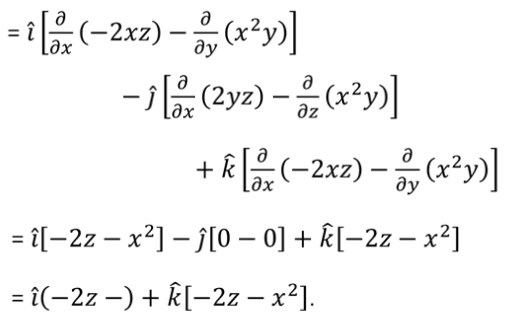 = î [∂/∂x (−2xz) − ∂/∂y (x²y)]
− ĵ [∂/∂x (2yz) − ∂/∂z (x²y)]
+ k̂ [∂/∂x (−2xz) − ∂/∂y (x²y)]
= î[−2z − x²] − ĵ[0 − 0] + k̂[−2z − x²]
= î(−2z −) + k̂[−2z − x²].